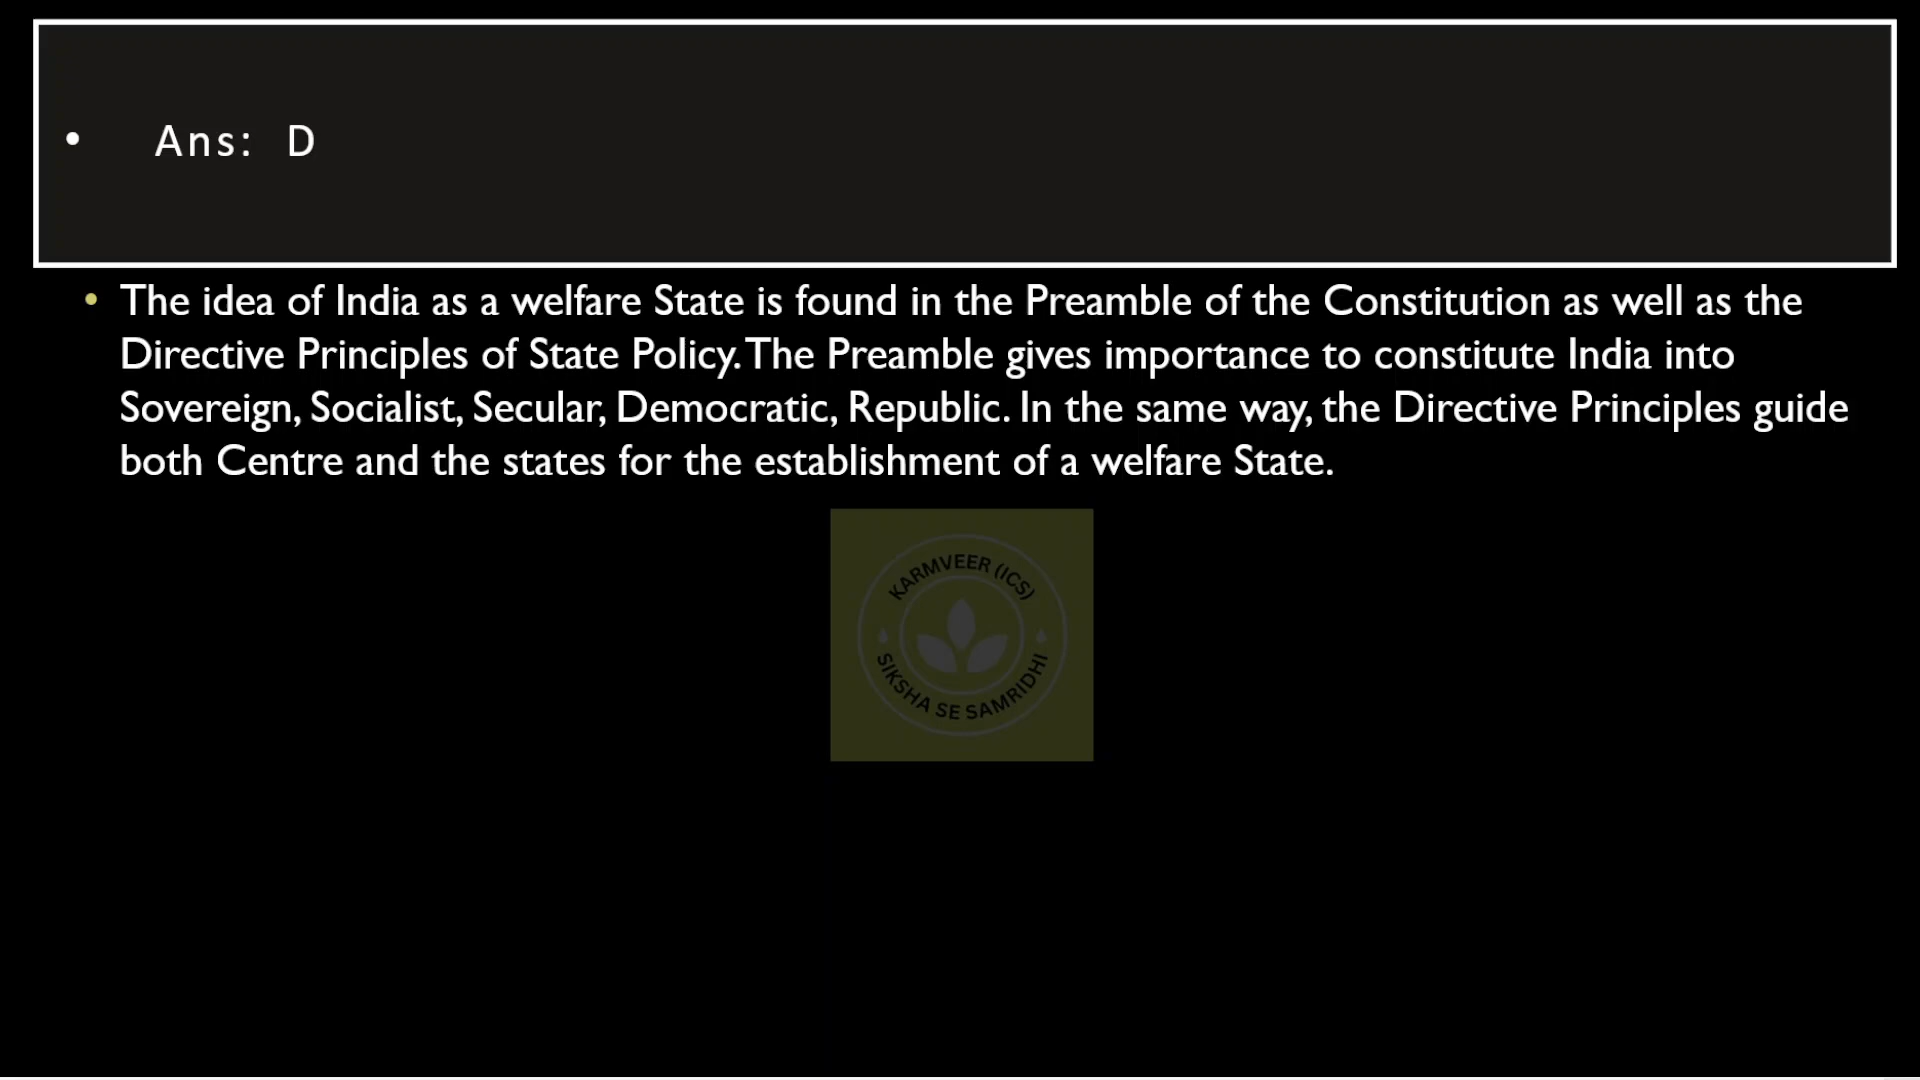 • Ans: D
• The idea of India as a welfare State is found in the Preamble of the Constitution as well as the
Directive Principles of State Policy. The Preamble gives importance to constitute India into
Sovereign, Socialist, Secular, Democratic, Republic. In the same way, the Directive Principles guide
both Centre and the states for the establishment of a welfare State.
KARMVEER (ICS)
SIKSHA SE SAMRIDHI